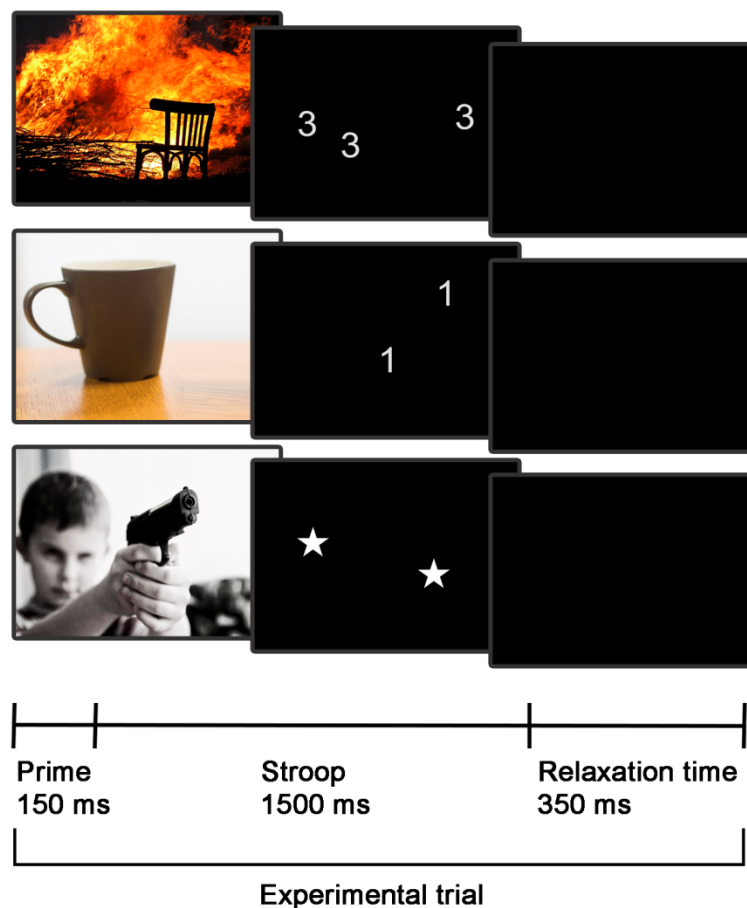 3 3 3
1
1
Prime Stroop Relaxation time
150 ms 1500 ms 350 ms
Experimental trial